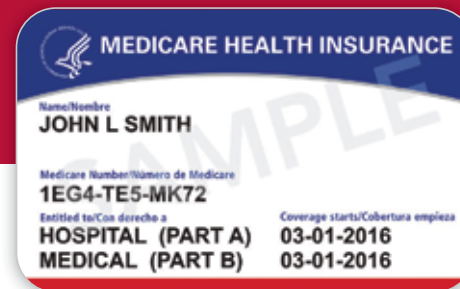 MEDICARE HEALTH INSURANCE
Name/Nombre
JOHN L SMITH
Medicare Number/Número de Medicare
1EG4-TE5-MK72
Entitled to/Con derecho a Coverage starts/Cobertura empieza
HOSPITAL (PART A) 03-01-2016
MEDICAL (PART B) 03-01-2016
SAMPLE